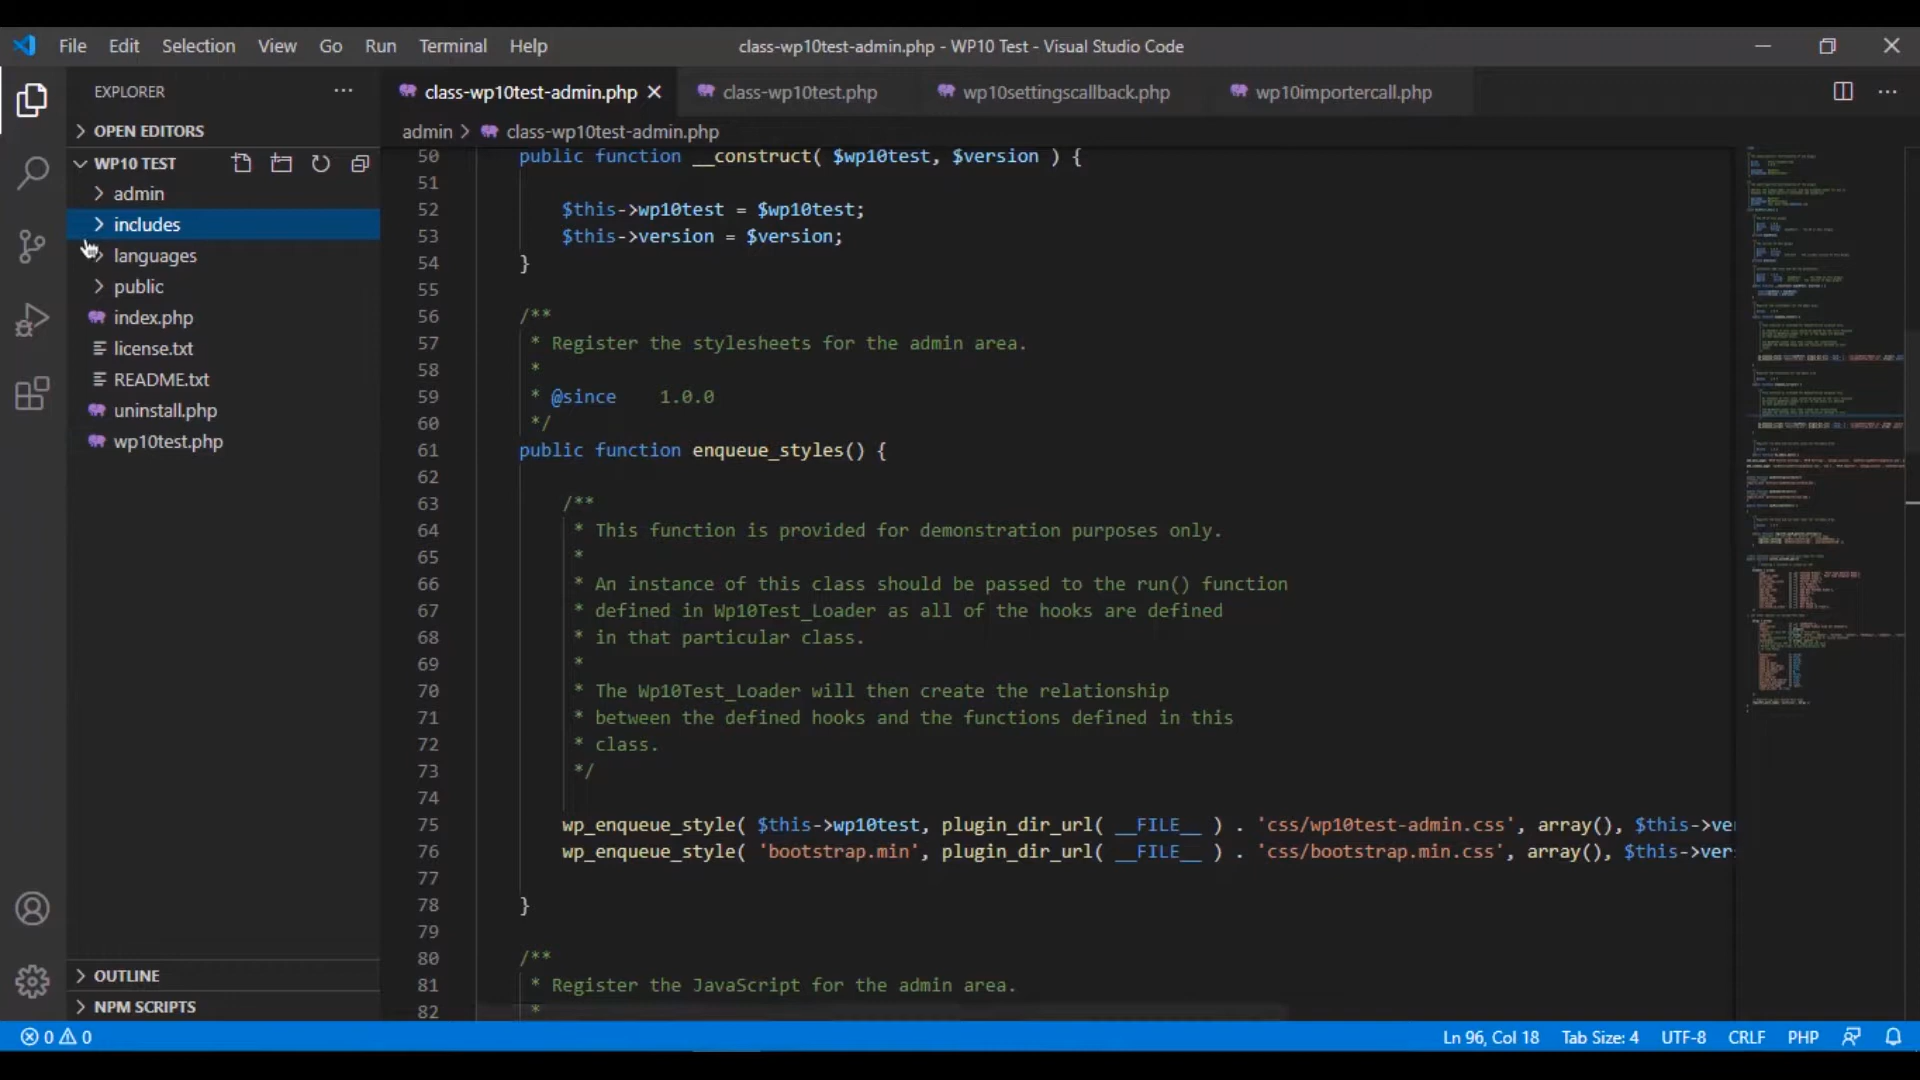 File Edit Selection View Go Run Terminal Help
class-wp10test-admin.php - WP10 Test - Visual Studio Code
EXPLORER
OPEN EDITORS
WP10 TEST
admin
includes
languages
public
index.php
license.txt
README.txt
uninstall.php
wp10test.php
OUTLINE
NPM SCRIPTS
class-wp10test-admin.php class-wp10test.php wp10settingscallback.php wp10importercall.php
admin > class-wp10test-admin.php
50 public function __construct( $wp10test, $version ) {
51
52 $this->wp10test = $wp10test;
53 $this->version = $version;
54 }
55
56 /**
57 * Register the stylesheets for the admin area.
58 *
59 * @since 1.0.0
60 */
61 public function enqueue_styles() {
62
63 /**
64 * This function is provided for demonstration purposes only.
65 *
66 * An instance of this class should be passed to the run() function
67 * defined in Wp10Test_Loader as all of the hooks are defined
68 * in that particular class.
69 *
70 * The Wp10Test_Loader will then create the relationship
71 * between the defined hooks and the functions defined in this
72 * class.
73 */
74
75 wp_enqueue_style( $this->wp10test, plugin_dir_url( __FILE__ ) . 'css/wp10test-admin.css', array(), $this->ve
76 wp_enqueue_style( 'bootstrap.min', plugin_dir_url( __FILE__ ) . 'css/bootstrap.min.css', array(), $this->ver
77
78 }
79
80 /**
81 * Register the JavaScript for the admin area.
82 *
0 0
Ln 96, Col 18 Tab Size: 4 UTF-8 CRLF PHP